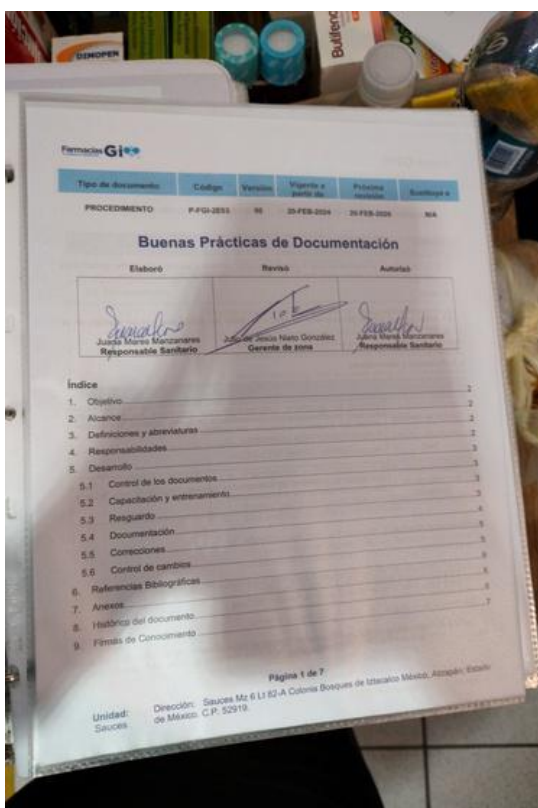 DINOPEN
Butifen
Farmacias Gi
Tipo de documento Código Versión Vigente a partir de Próxima revisión Sustituye a
PROCEDIMIENTO 20-FEB-2024 N/A
Buenas Prácticas de Documentación
Elaboró Revisó Autorizó
Juana Mares Manzanares Julio de Jesús Nieto González Juana Mares Manzanares
Responsable Sanitario Gerente de zona Responsable Sanitario
Índice
1. Objetivo 2
2. Alcance 2
3. Definiciones y abreviaturas 2
4. Responsabilidades 2
5. Desarrollo 3
5.1 Control de los documentos 3
5.2 Capacitación y entrenamiento 3
5.3 Resguardo 3
5.4 Documentación
5.5 Correcciones
5.6 Control de cambios
6. Referencias Bibliográficas
7. Anexos
8. Histórico del documento
9. Firmas de Conocimiento 7
Página 1 de 7
Unidad: Sauces
Dirección: Sauces Mz 6 Lt 82-A Colonia Bosques de Iztacalco México, Atizapán, Estado
de México, C.P. 52919.